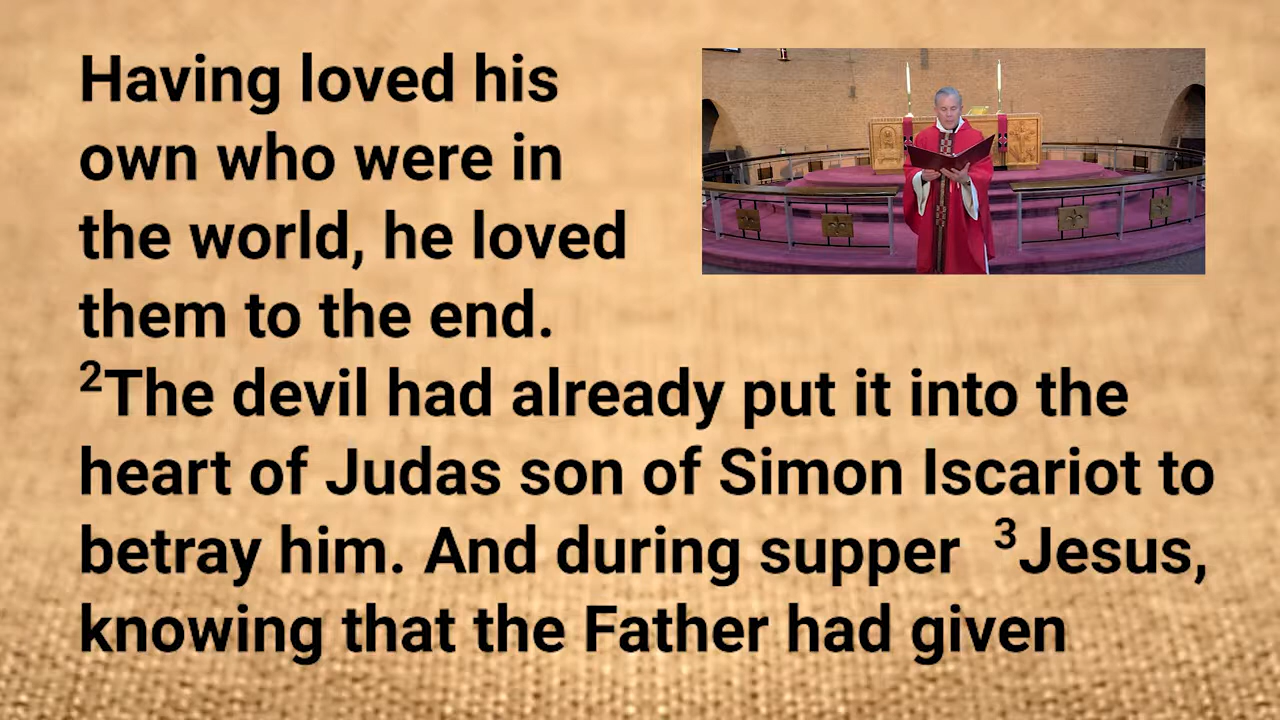 Having loved his
own who were in
the world, he loved
them to the end.
²The devil had already put it into the
heart of Judas son of Simon Iscariot to
betray him. And during supper ³Jesus,
knowing that the Father had given